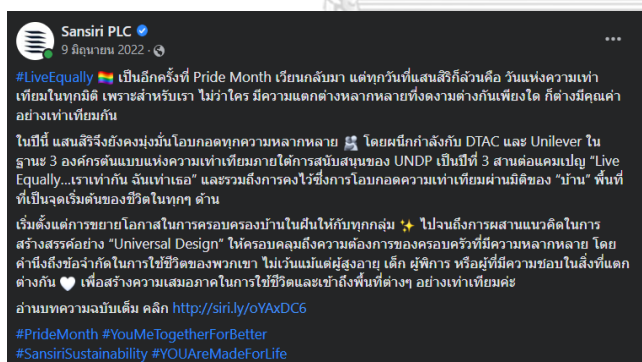 Sansiri PLC
9 มิถุนายน 2022 ·
#LiveEqually 🏳️‍🌈 เป็นอีกครั้งที่ Pride Month เวียนกลับมา แต่ทุกวันที่แสนสิริก็ล้วนคือ วันแห่งความเท่า
เทียมในทุกมิติ เพราะสำหรับเรา ไม่ว่าใคร มีความแตกต่างหลากหลายที่งดงามต่างกันเพียงใด ก็ต่างมีคุณค่า
อย่างเท่าเทียมกัน
ในปีนี้ แสนสิริจึงยังคงมุ่งมั่นโอบกอดทุกความหลากหลาย 🫂 โดยผนึกกำลังกับ DTAC และ Unilever ใน
ฐานะ 3 องค์กรต้นแบบแห่งความเท่าเทียมภายใต้การสนับสนุนของ UNDP เป็นปีที่ 3 สานต่อแคมเปญ “Live
Equally...เราเท่ากัน ฉันเท่าเธอ” และรวมถึงการคงไว้ซึ่งการโอบกอดความเท่าเทียมผ่านมิติของ “บ้าน” พื้นที่
ที่เป็นจุดเริ่มต้นของชีวิตในทุกๆ ด้าน
เริ่มตั้งแต่การขยายโอกาสในการครอบครองบ้านในฝันให้กับทุกกลุ่ม ✨ ไปจนถึงการผสานแนวคิดในการ
สร้างสรรค์อย่าง “Universal Design” ให้ครอบคลุมถึงความต้องการของครอบครัวที่มีความหลากหลาย โดย
คำนึงถึงข้อจำกัดในการใช้ชีวิตของพวกเขา ไม่เว้นแม้แต่ผู้สูงอายุ เด็ก ผู้พิการ หรือผู้ที่มีความชอบในสิ่งที่แตก
ต่างกัน 🤍 เพื่อสร้างความเสมอภาคในการใช้ชีวิตและเข้าถึงพื้นที่ต่างๆ อย่างเท่าเทียมค่ะ
อ่านบทความฉบับเต็ม คลิก http://siri.ly/oYAxDC6
#PrideMonth #YouMeTogetherForBetter
#SansiriSustainability #YOUAreMadeForLife